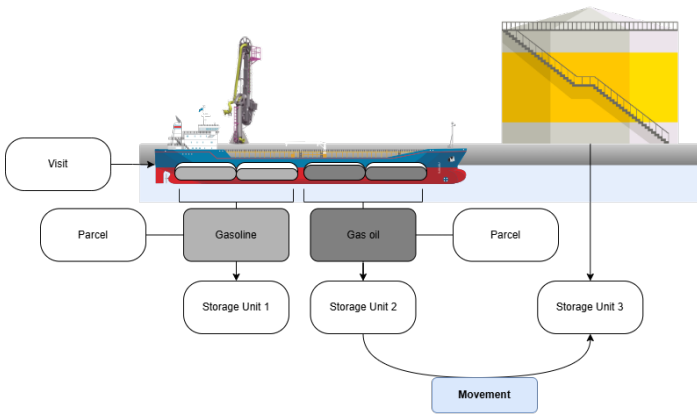 Visit
Parcel
Gasoline
Gas oil
Parcel
Storage Unit 1
Storage Unit 2
Storage Unit 3
Movement